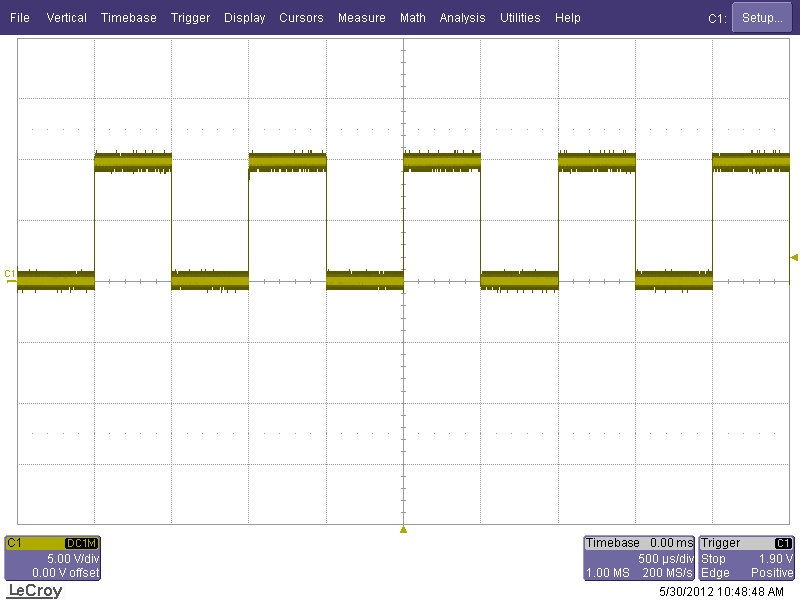 File Vertical Timebase Trigger Display Cursors Measure Math Analysis Utilities Help C1: Setup...
C1
C1 DC1M
5.00 V/div
0.00 V offset
Timebase 0.00 ms
500 µs/div
1.00 MS 200 MS/s
Trigger C1
Stop 1.90 V
Edge Positive
LeCroy
5/30/2012 10:48:48 AM